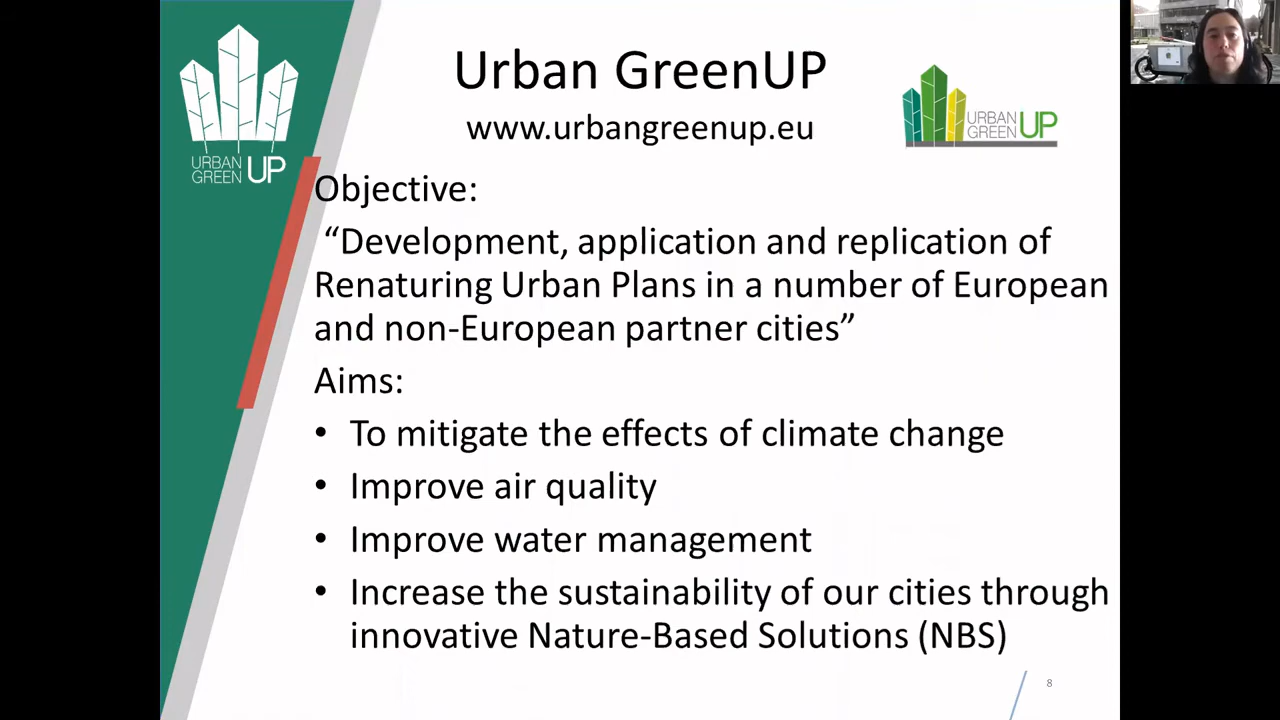 Urban GreenUP
www.urbangreenup.eu
URBAN
GREEN UP
URBAN
GREEN UP
Objective:
“Development, application and replication of
Renaturing Urban Plans in a number of European
and non-European partner cities”
Aims:
• To mitigate the effects of climate change
• Improve air quality
• Improve water management
• Increase the sustainability of our cities through
innovative Nature-Based Solutions (NBS)
8